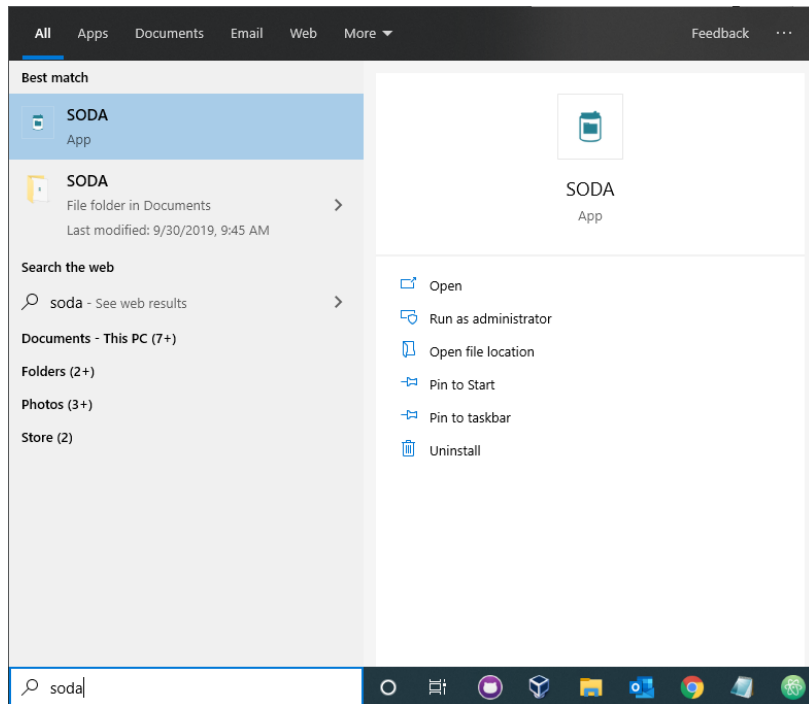 All Apps Documents Email Web More Feedback ...
Best match
SODA
App
SODA
File folder in Documents
Last modified: 9/30/2019, 9:45 AM
Search the web
soda - See web results
Documents - This PC (7+)
Folders (2+)
Photos (3+)
Store (2)
SODA
App
Open
Run as administrator
Open file location
Pin to Start
Pin to taskbar
Uninstall
soda